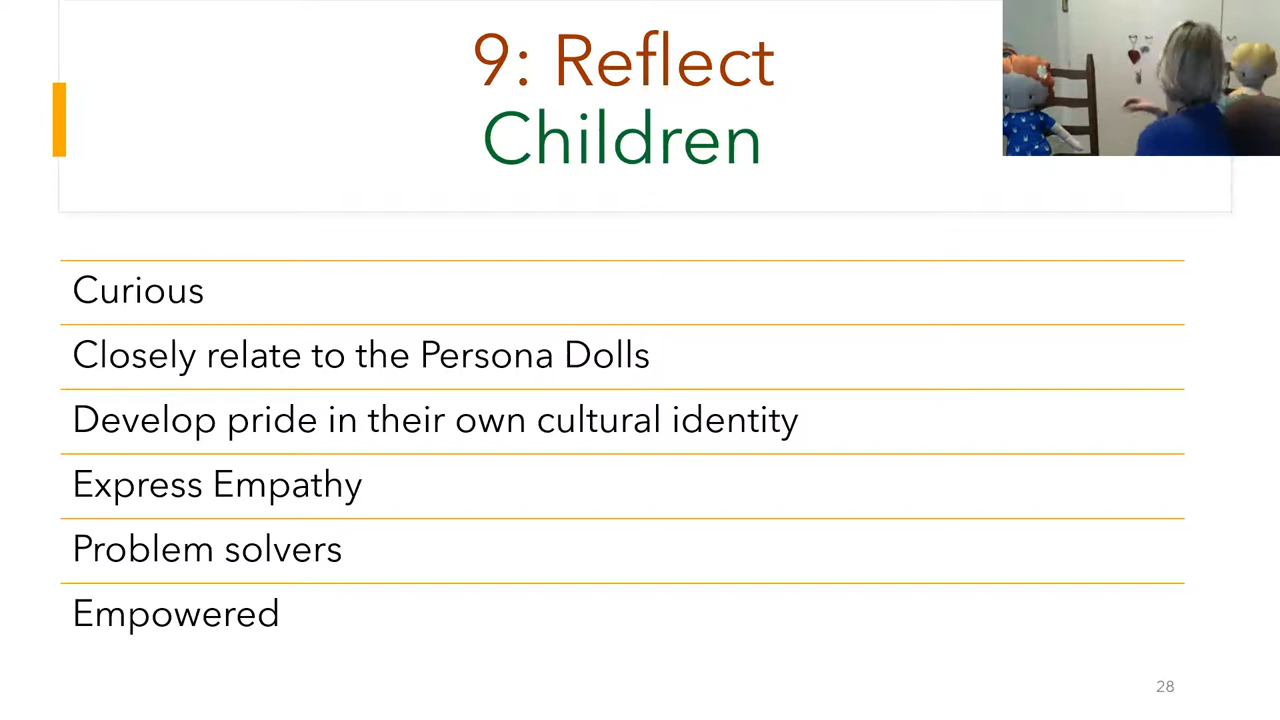 9: Reflect
Children
Curious
Closely relate to the Persona Dolls
Develop pride in their own cultural identity
Express Empathy
Problem solvers
Empowered
28